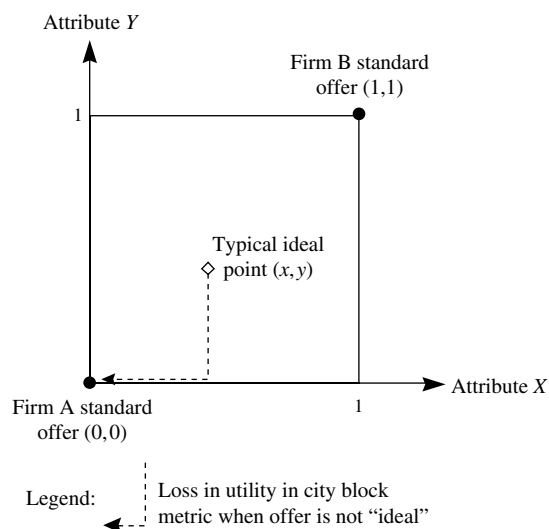 Attribute Y
Firm B standard
offer (1,1)
1
Typical ideal
point (x, y)
Attribute X
Firm A standard
offer (0,0)
1
Legend:
Loss in utility in city block
metric when offer is not “ideal”